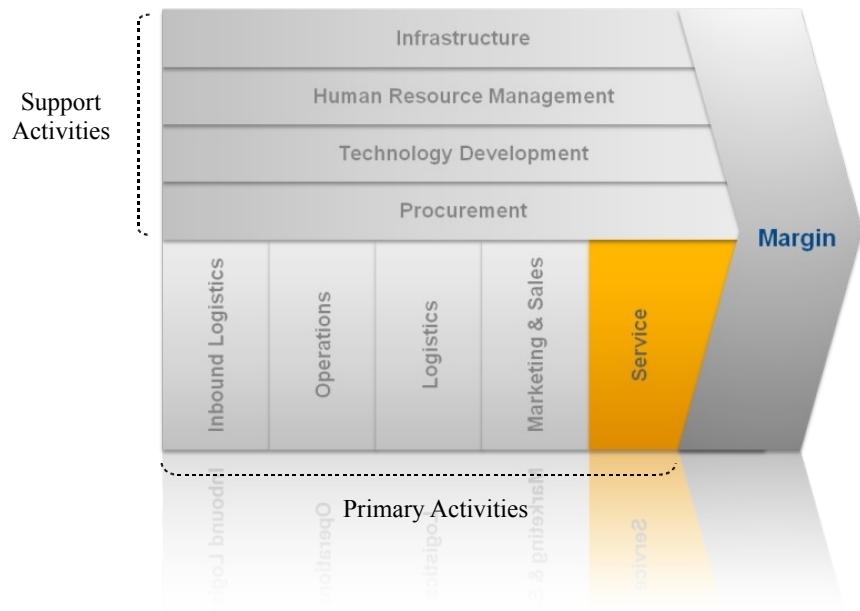 Infrastructure
Support
Activities
Human Resource Management
Technology Development
Procurement
Margin
Inbound Logistics
Operations
Logistics
Marketing & Sales
Service
Primary Activities